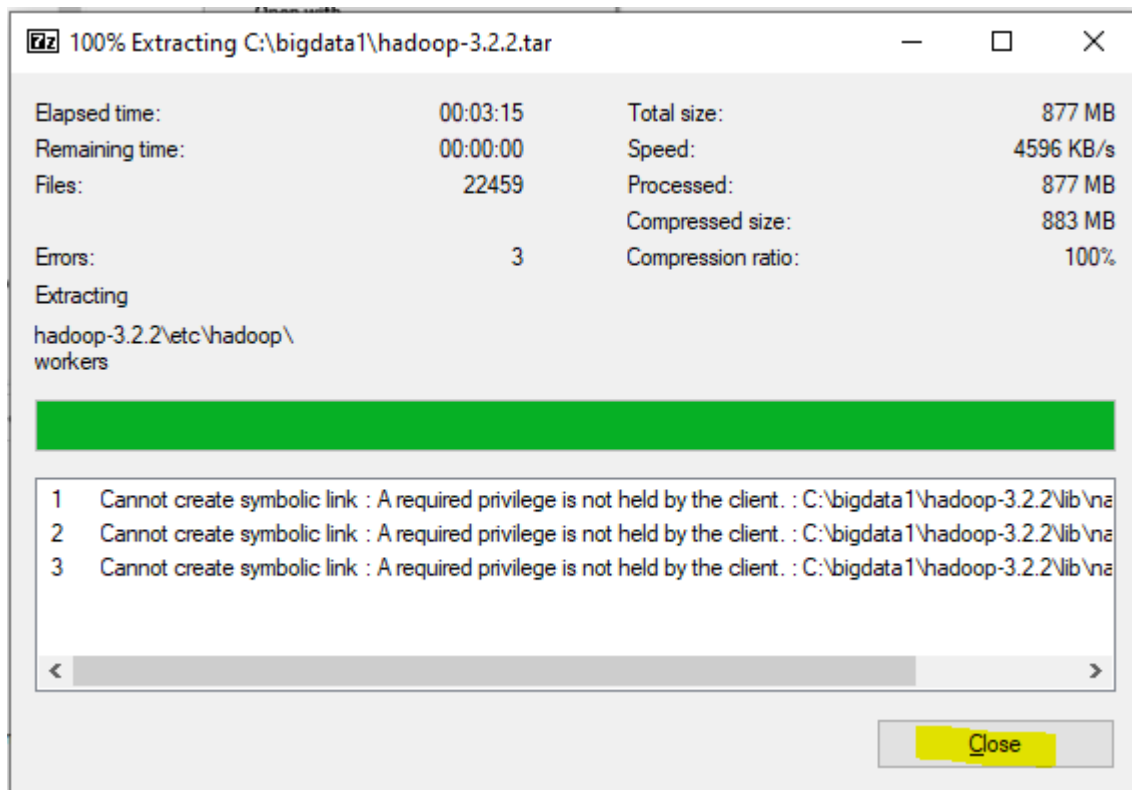 Open with
7z 100% Extracting C:\bigdata1\hadoop-3.2.2.tar
Elapsed time: 00:03:15 Total size: 877 MB
Remaining time: 00:00:00 Speed: 4596 KB/s
Files: 22459 Processed: 877 MB
Compressed size: 883 MB
Errors: 3 Compression ratio: 100%
Extracting
hadoop-3.2.2\etc\hadoop\
workers
1 Cannot create symbolic link : A required privilege is not held by the client. : C:\bigdata1\hadoop-3.2.2\lib\na
2 Cannot create symbolic link : A required privilege is not held by the client. : C:\bigdata1\hadoop-3.2.2\lib\na
3 Cannot create symbolic link : A required privilege is not held by the client. : C:\bigdata1\hadoop-3.2.2\lib\na
Close